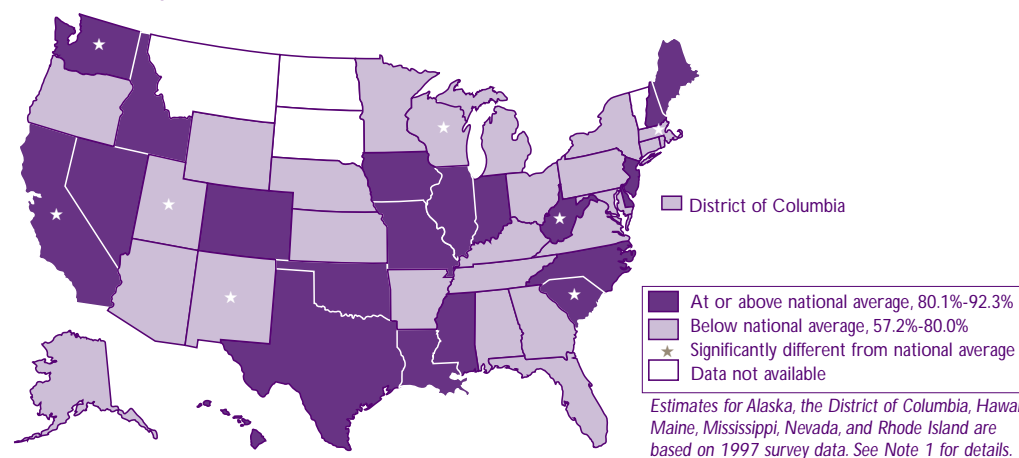 District of Columbia
At or above national average, 80.1%-92.3%
Below national average, 57.2%-80.0%
Significantly different from national average
Data not available
Estimates for Alaska, the District of Columbia,
Maine, Mississippi, Nevada, and Rhode Island are
based on 1997 survey data. See Note 1 for details.